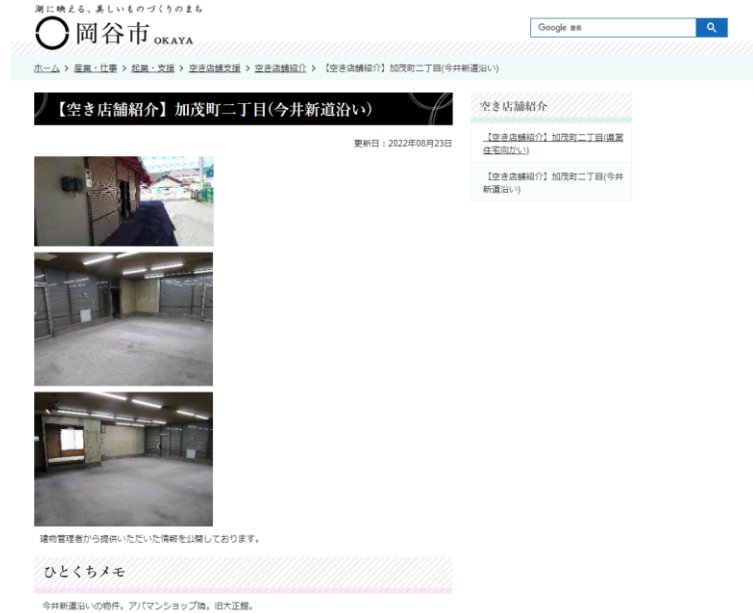 湖に映える、美しいものづくりのまち
岡谷市 OKAYA
Google 提供
ホーム > 産業・仕事 > 起業・支援 > 空き店舗支援 > 空き店舗紹介 > 【空き店舗紹介】加茂町二丁目(今井新道沿い)
【空き店舗紹介】加茂町二丁目(今井新道沿い)
更新日：2022年08月23日
建物管理者から提供いただいた情報を公開しております。
ひとくちメモ
今井新道沿いの物件。アパマンショップ隣。旧大正館。
空き店舗紹介
【空き店舗紹介】加茂町二丁目(県営
住宅向かい)
【空き店舗紹介】加茂町二丁目(今井
新道沿い)